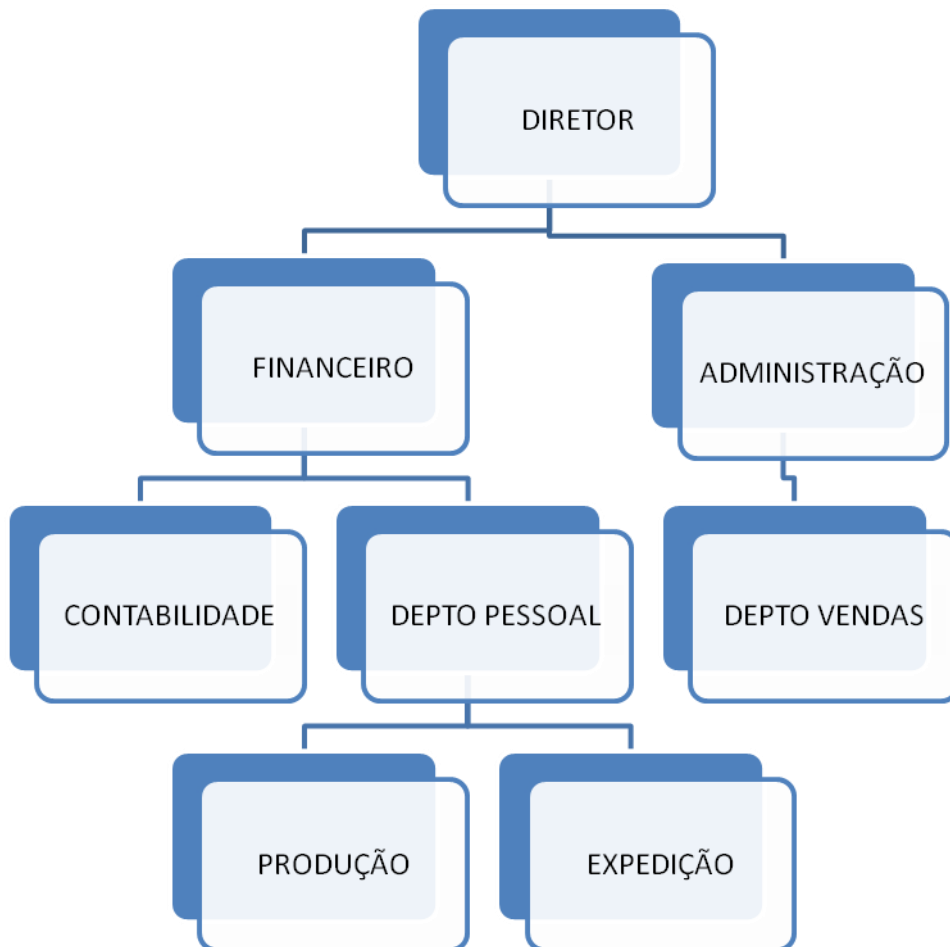 DIRETOR
FINANCEIRO
ADMINISTRAÇÃO
CONTABILIDADE
DEPTO PESSOAL
DEPTO VENDAS
PRODUÇÃO
EXPEDIÇÃO